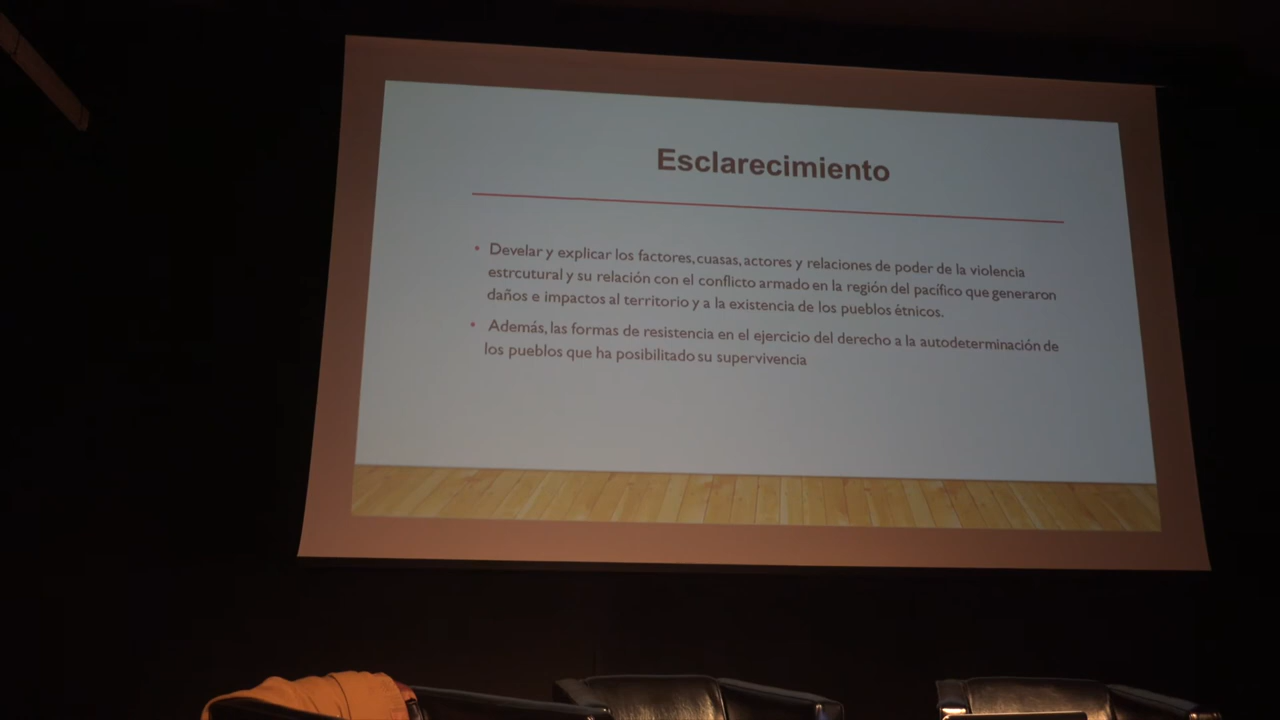 Esclarecimiento
• Develar y explicar los factores, cuasas, actores y relaciones de poder de la violencia
estrcutural y su relación con el conflicto armado en la región del pacífico que generaron
daños e impactos al territorio y a la existencia de los pueblos étnicos.
• Además, las formas de resistencia en el ejercicio del derecho a la autodeterminación de
los pueblos que ha posibilitado su supervivencia